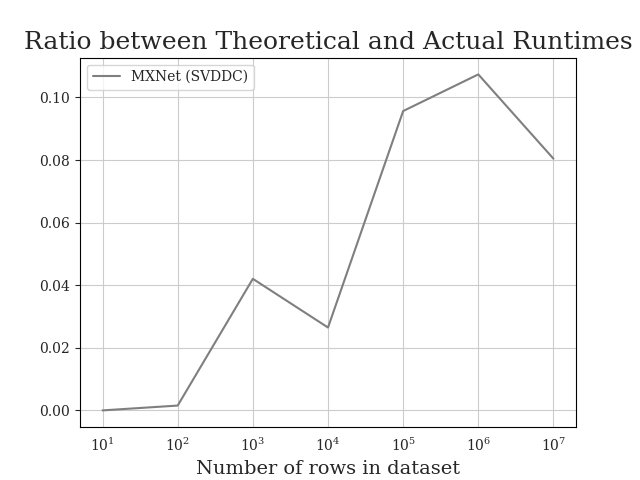 Ratio between Theoretical and Actual Runtimes
MXNet (SVDDC)
0.10
0.08
0.06
0.04
0.02
0.00
10¹ 10² 10³ 10⁴ 10⁵ 10⁶ 10⁷
Number of rows in dataset